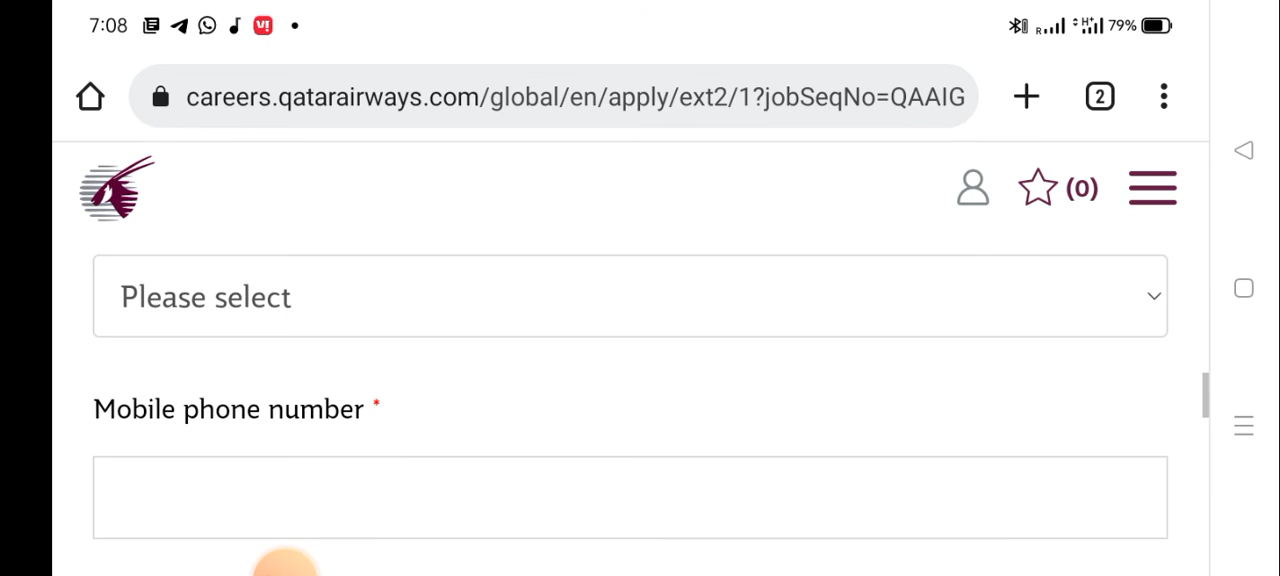 7:08
79%
careers.qatarairways.com/global/en/apply/ext2/1?jobSeqNo=QAAIG
2
(0)
Please select
Mobile phone number *